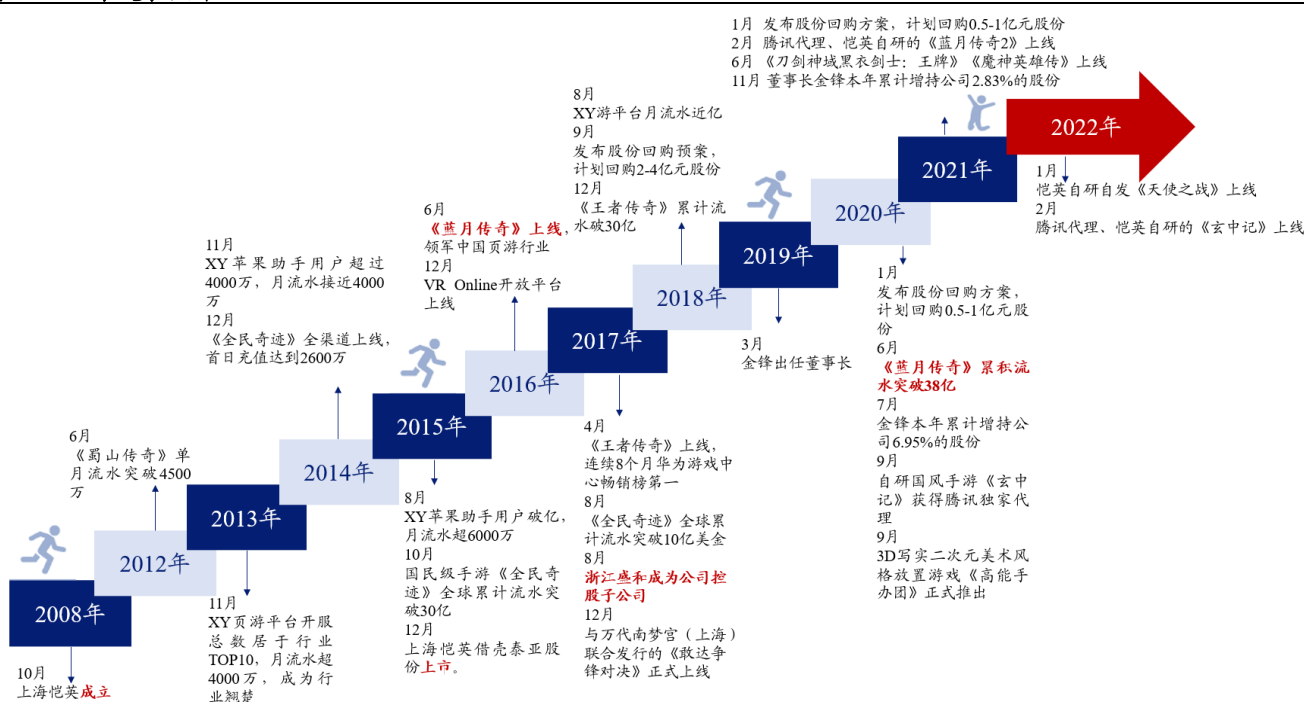 2008年
10月
上海恺英成立
6月
《蜀山传奇》单
月流水突破4500
万
2012年
2013年
11月
XY页游平台开服
总数居于行业
TOP10，月流水超
4000万，成为行
业翘楚
11月
XY苹果助手用户超过
4000万，月流水接近4000
万
12月
《全民奇迹》全渠道上线，
首日充值达到2600万
2014年
2015年
8月
XY苹果助手用户破亿，
月流水超6000万
10月
国民级手游《全民奇
迹》全球累计流水突
破30亿
12月
上海恺英借壳泰亚股
份上市。
6月
《蓝月传奇》上线，
领军中国页游行业
12月
VR Online开放平台
上线
2016年
2017年
4月
《王者传奇》上线，
连续8个月华为游戏中
心畅销榜第一
8月
《全民奇迹》全球累
计流水突破10亿美金
8月
浙江盛和成为公司控
股子公司
12月
与万代南梦宫（上海）
联合发行的《敢达争
锋对决》正式上线
8月
XY游平台月流水近亿
9月
发布股份回购预案，
计划回购2-4亿元股份
12月
《王者传奇》累计流
水破30亿
2018年
2019年
3月
金锋出任董事长
2020年
1月
发布股份回购方案，
计划回购0.5-1亿元股
份
6月
《蓝月传奇》累积流
水突破38亿
7月
金锋本年累计增持公
司6.95%的股份
9月
自研国风手游《玄中
记》获得腾讯独家代
理
9月
3D写实二次元美术风
格放置游戏《高能手
办团》正式推出
1月 发布股份回购方案，计划回购0.5-1亿元股份
2月 腾讯代理、恺英自研的《蓝月传奇2》上线
6月 《刀剑神域黑衣剑士：王牌》《魔神英雄传》上线
11月 董事长金锋本年累计增持公司2.83%的股份
2021年
2022年
1月
恺英自研自发《天使之战》上线
2月
腾讯代理、恺英自研的《玄中记》上线